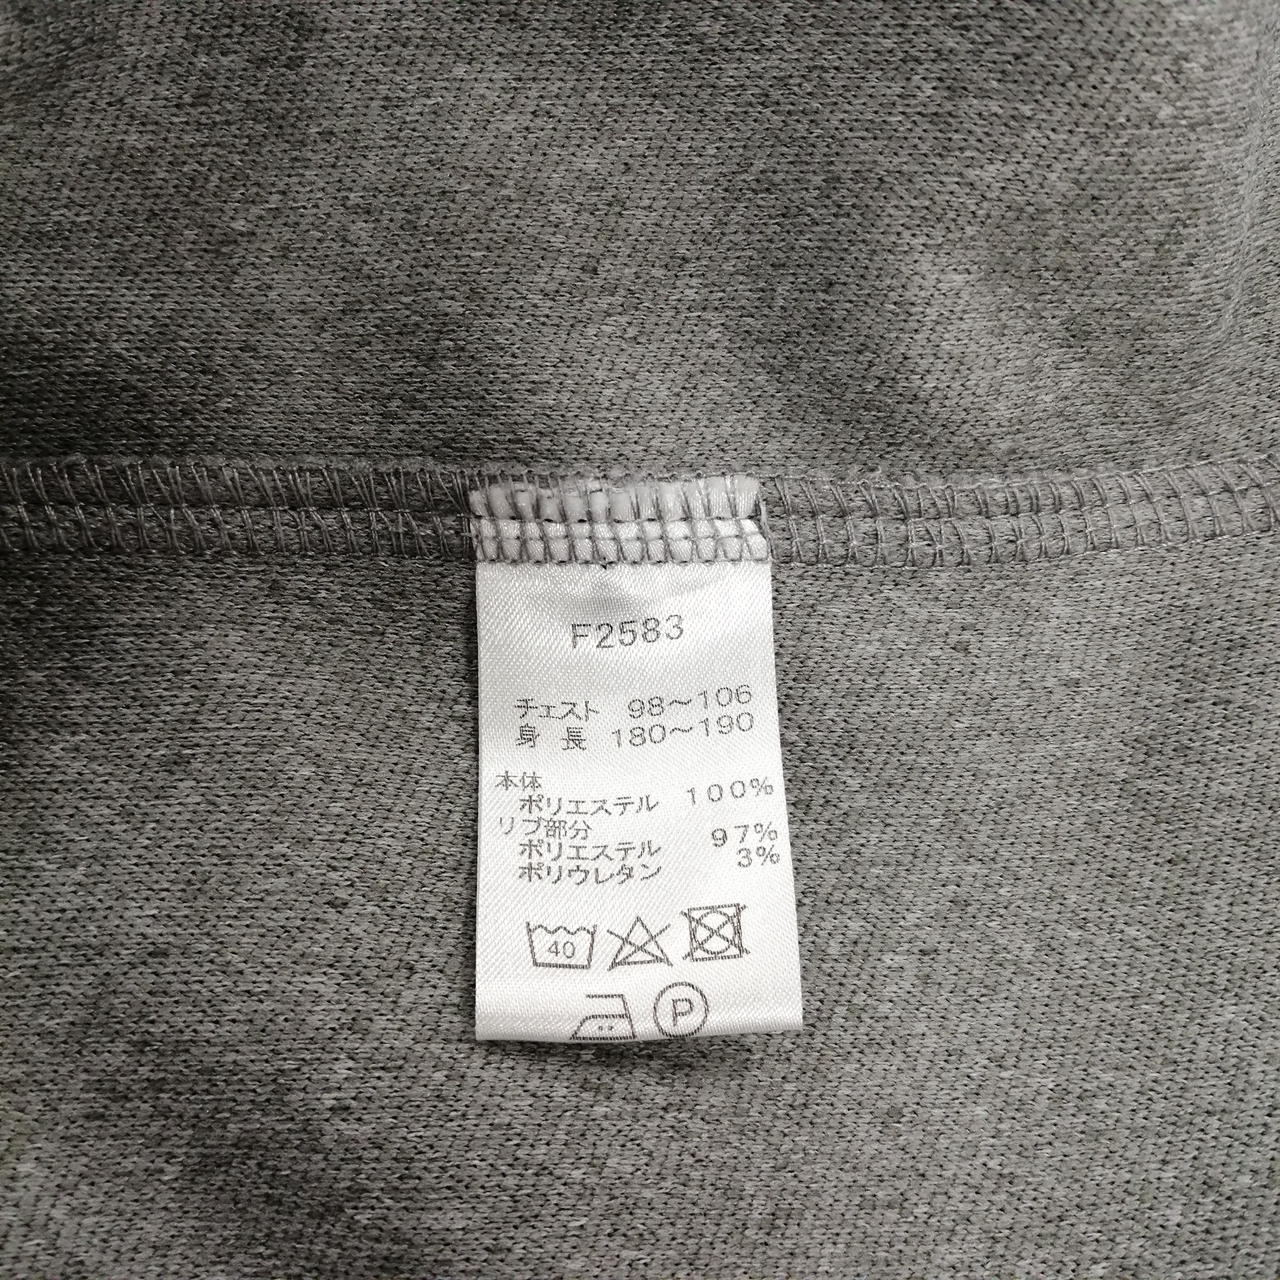 F2583
チェスト 98～106
身 長 180～190
本体
ポリエステル 100%
リブ部分
ポリエステル 97%
ポリウレタン 3%
40
P